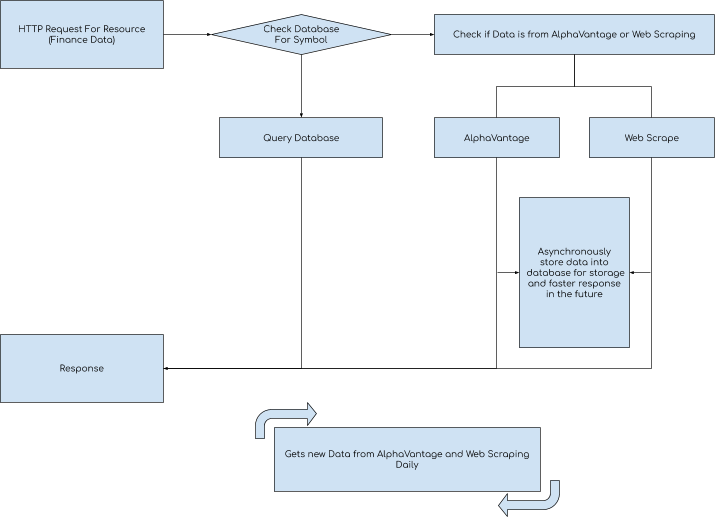 HTTP Request For Resource
(Finance Data)
Check Database
For Symbol
Check if Data is from AlphaVantage or Web Scraping
Query Database
AlphaVantage
Web Scrape
Asynchronously
store data into
database for storage
and faster response
in the future
Response
Gets new Data from AlphaVantage and Web Scraping
Daily